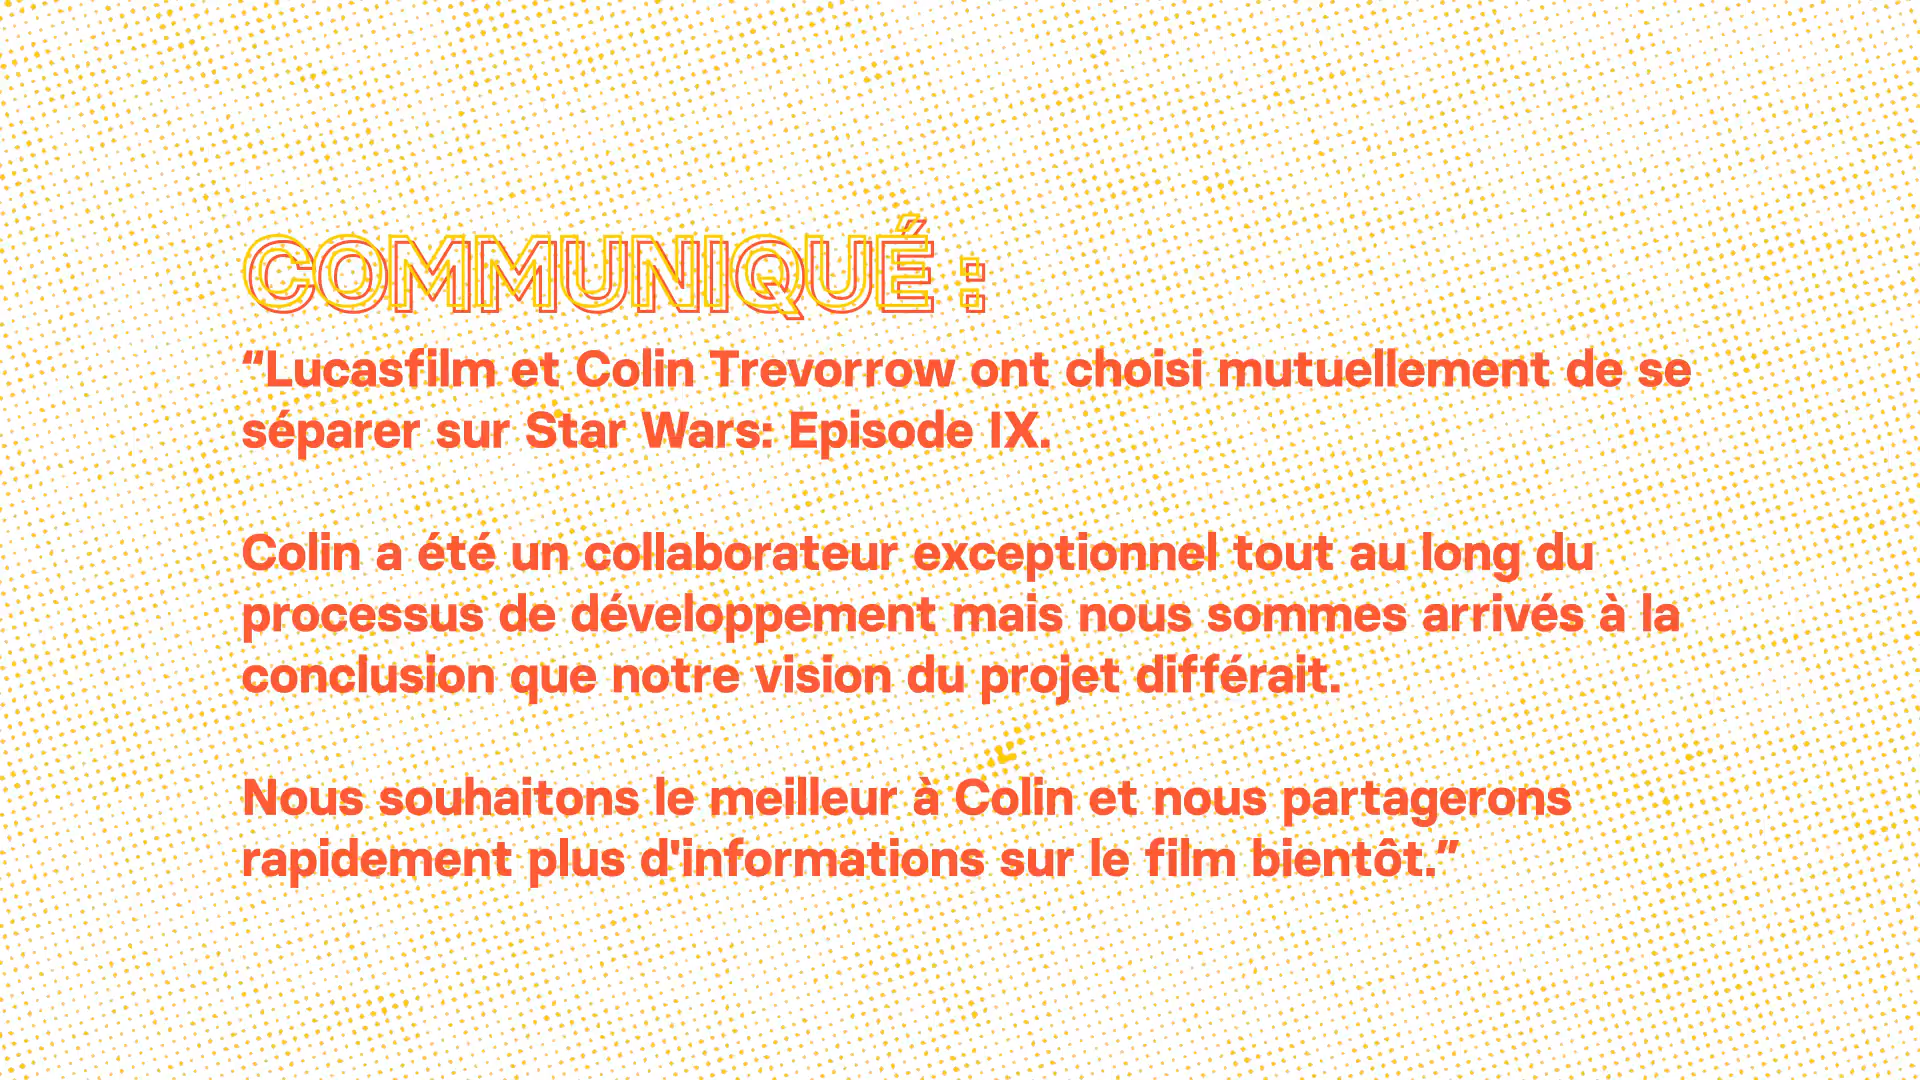 COMMUNIQUÉ :
“Lucasfilm et Colin Trevorrow ont choisi mutuellement de se
séparer sur Star Wars: Episode IX.
Colin a été un collaborateur exceptionnel tout au long du
processus de développement mais nous sommes arrivés à la
conclusion que notre vision du projet différait.
Nous souhaitons le meilleur à Colin et nous partagerons
rapidement plus d'informations sur le film bientôt.”